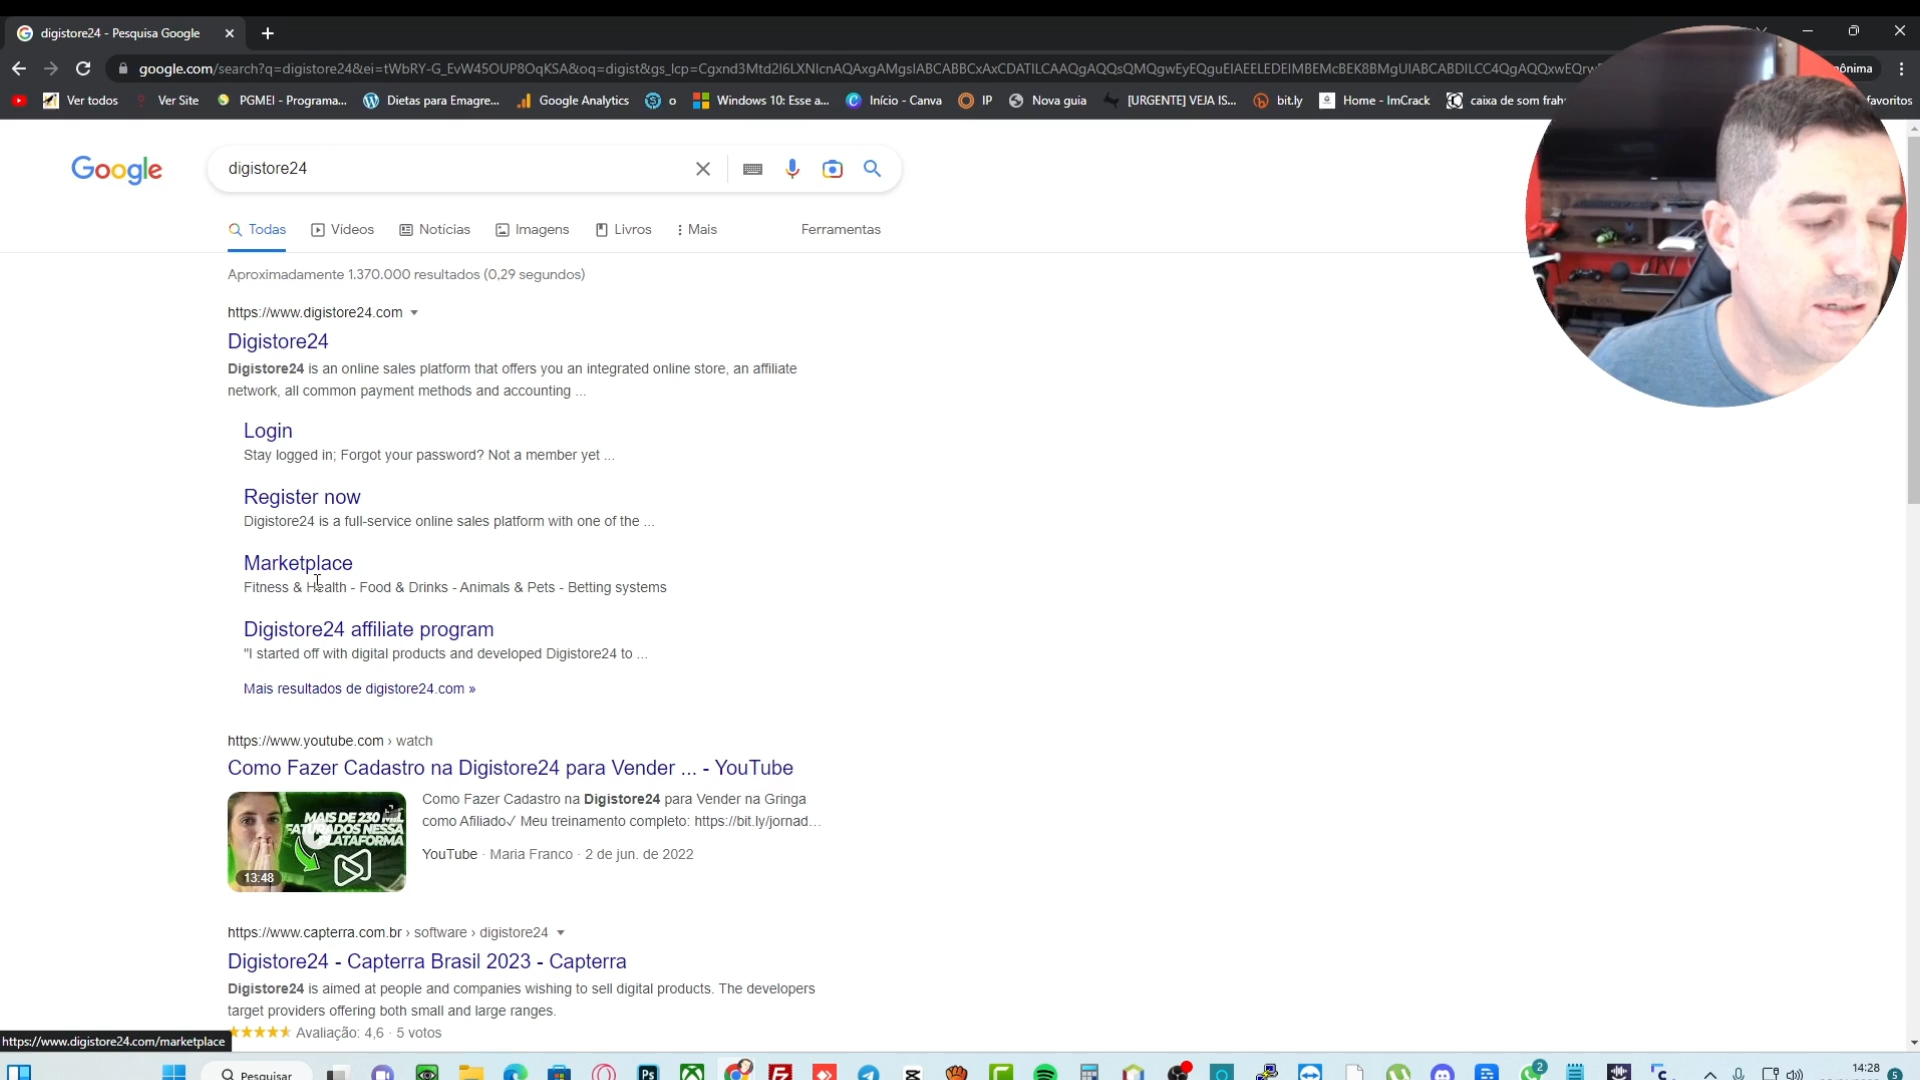 digistore24 - Pesquisa Google
google.com/search?q=digistore24&ei=
Ver todos
Ver Site
PGMEI - Programa...
Dietas para Emagre...
Google Analytics
o
Windows 10: Esse a...
Início - Canva
IP
Nova guia
[URGENTE] VEJA IS...
bit.ly
Home - ImCrack
caixa de som frah
favoritos
Google
digistore24
Todas
Vídeos
Notícias
Imagens
Livros
Mais
Ferramentas
Aproximadamente 1.370.000 resultados (0,29 segundos)
https://www.digistore24.com
Digistore24
Digistore24 is an online sales platform that offers you an integrated online store, an affiliate
network, all common payment methods and accounting ...
Login
Stay logged in; Forgot your password? Not a member yet ...
Register now
Digistore24 is a full-service online sales platform with one of the ...
Marketplace
Fitness & Health - Food & Drinks - Animals & Pets - Betting systems
Digistore24 affiliate program
"I started off with digital products and developed Digistore24 to ...
Mais resultados de digistore24.com »
https://www.youtube.com › watch
Como Fazer Cadastro na Digistore24 para Vender ... - YouTube
MAIS DE 230 MIL
FATURADOS NESSA
PLATAFORMA
13:48
Como Fazer Cadastro na Digistore24 para Vender na Gringa
como Afiliado✓ Meu treinamento completo: https://bit.ly/jornad...
YouTube · Maria Franco · 2 de jun. de 2022
https://www.capterra.com.br › software › digistore24
Digistore24 - Capterra Brasil 2023 - Capterra
Digistore24 is aimed at people and companies wishing to sell digital products. The developers
target providers offering both small and large ranges.
Avaliação: 4,6 · 5 votos
https://www.digistore24.com/marketplace
Pesquisar
Ps
2
14:28
5